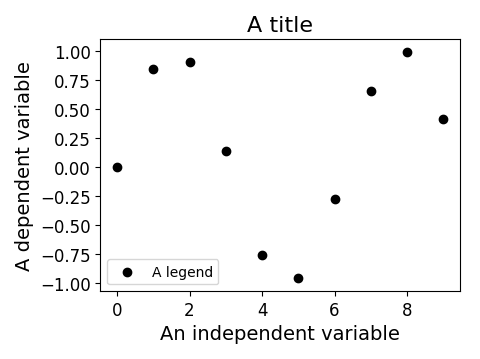 A title
A dependent variable
1.00
0.75
0.50
0.25
0.00
−0.25
−0.50
−0.75
−1.00
A legend
0 2 4 6 8
An independent variable